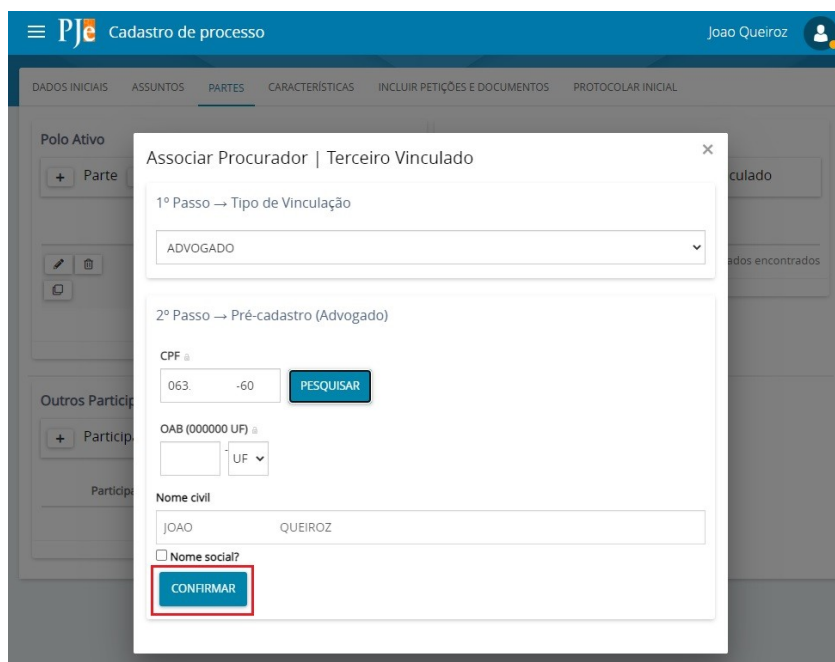 PJe Cadastro de processo Joao Queiroz
DADOS INICIAIS ASSUNTOS PARTES CARACTERÍSTICAS INCLUIR PETIÇÕES E DOCUMENTOS PROTOCOLAR INICIAL
Polo Ativo
+ Parte
culado
ados encontrados
Associar Procurador | Terceiro Vinculado ×
1º Passo → Tipo de Vinculação
ADVOGADO
2º Passo → Pré-cadastro (Advogado)
CPF
063. -60 PESQUISAR
OAB (000000 UF)
- UF
Nome civil
JOAO QUEIROZ
Nome social?
CONFIRMAR
Outros Particip
+ Particip
Participa